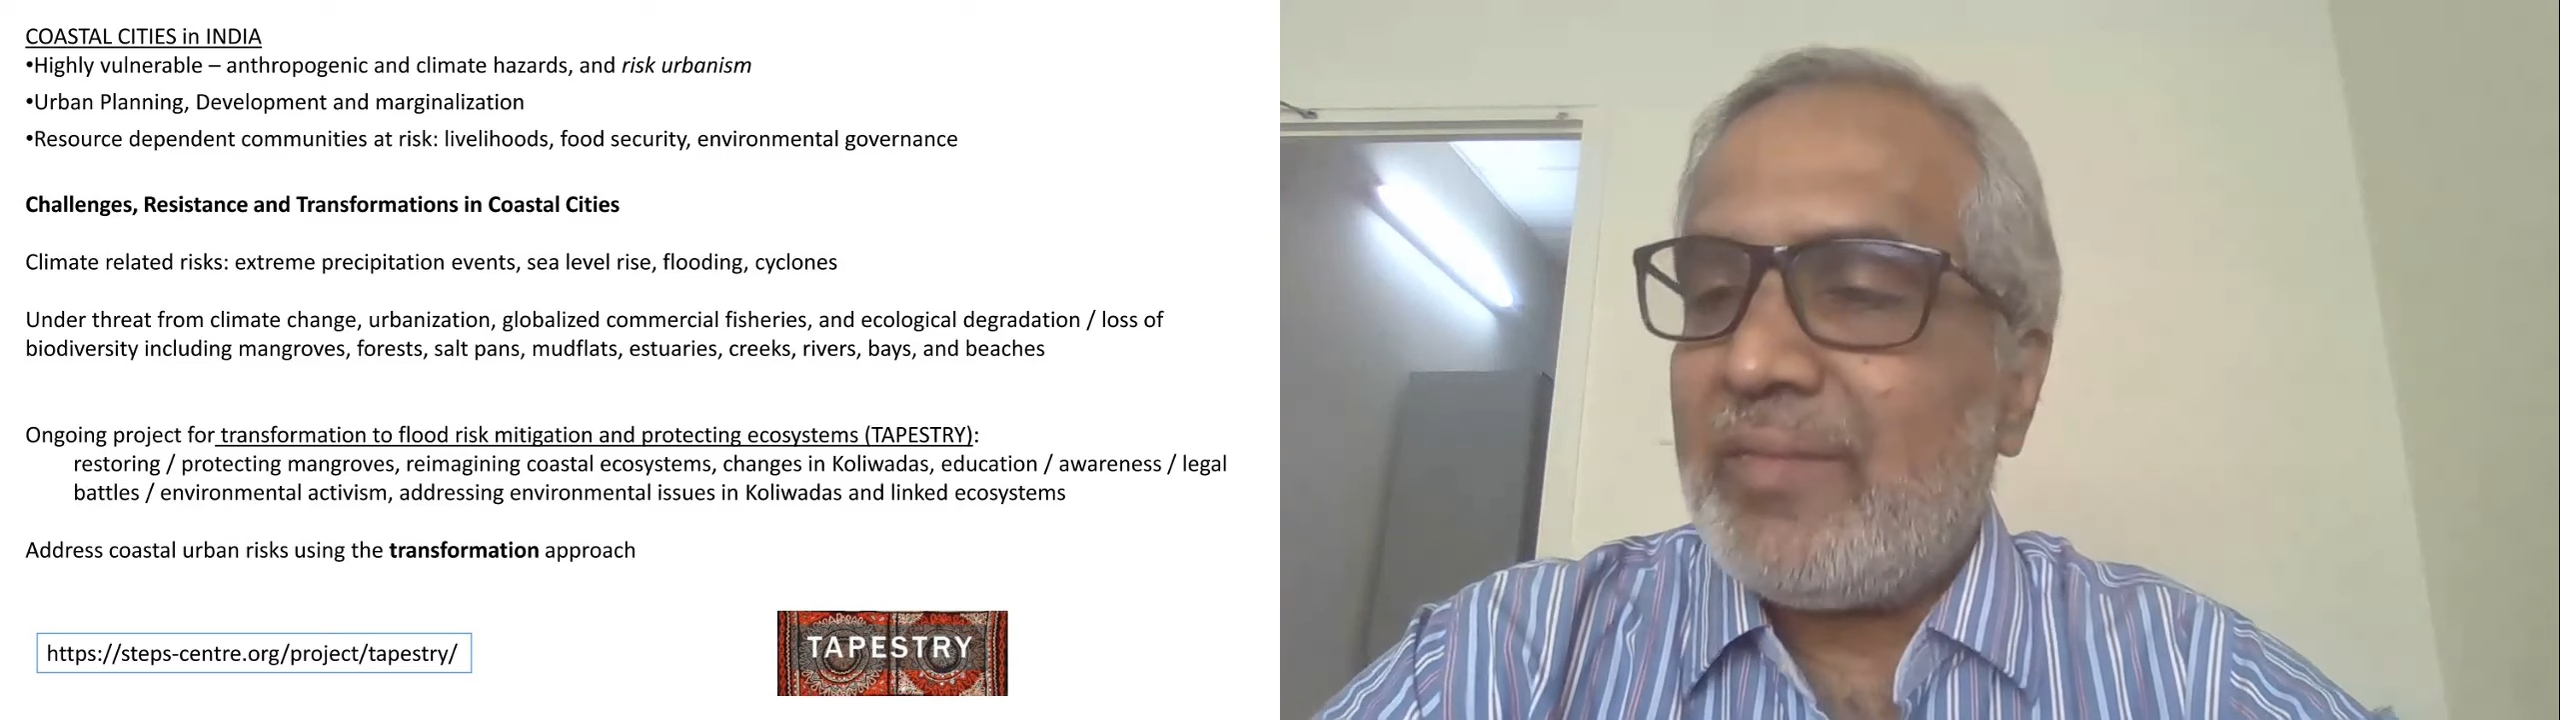 COASTAL CITIES in INDIA
•Highly vulnerable – anthropogenic and climate hazards, and risk urbanism
•Urban Planning, Development and marginalization
•Resource dependent communities at risk: livelihoods, food security, environmental governance
Challenges, Resistance and Transformations in Coastal Cities
Climate related risks: extreme precipitation events, sea level rise, flooding, cyclones
Under threat from climate change, urbanization, globalized commercial fisheries, and ecological degradation / loss of
biodiversity including mangroves, forests, salt pans, mudflats, estuaries, creeks, rivers, bays, and beaches
Ongoing project for transformation to flood risk mitigation and protecting ecosystems (TAPESTRY):
restoring / protecting mangroves, reimagining coastal ecosystems, changes in Koliwadas, education / awareness / legal
battles / environmental activism, addressing environmental issues in Koliwadas and linked ecosystems
Address coastal urban risks using the transformation approach
https://steps-centre.org/project/tapestry/
TAPESTRY